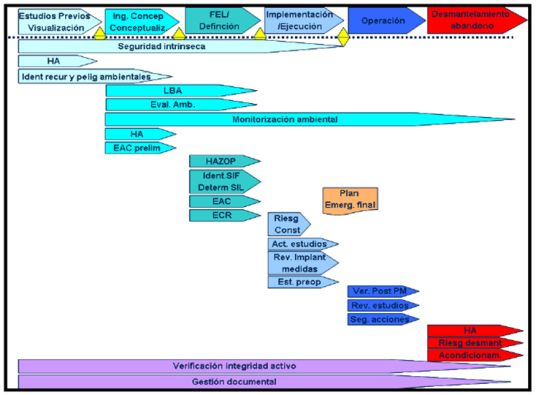 Estudios Previos
Visualización
Ing. Concep
Conceptualiz
FEL/
Definción
Implementación
/Ejecución
Operación
Desmantelamiento
abandono
Seguridad intrínseca
HA
Ident recur y pelig ambientales
LBA
Eval. Amb.
Monitorización ambiental
HA
EAC prelim
HAZOP
Ident.SIF
Determ SIL
EAC
ECR
Plan
Emerg. final
Riesg
Const
Act. estudios
Rev. Implant
medidas
Est. preop
Ver. Post PM
Rev. estudios
Seg. acciones
HA
Riesg desmant
Acondicionam.
Verificación integridad activo
Gestión documental